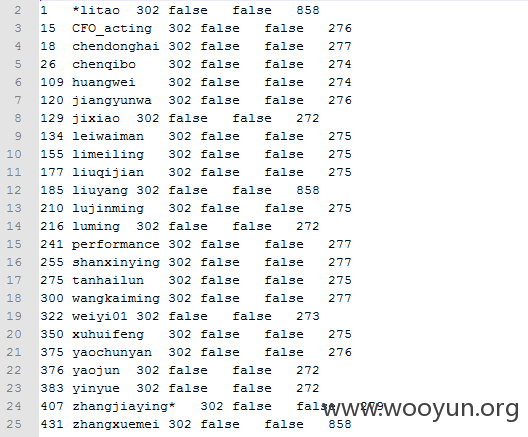 2 1 *litao 302 false false 858
3 15 CFO_acting 302 false false 276
4 18 chendonghai 302 false false 277
5 26 chenqibo 302 false false 274
6 109 huangwei 302 false false 274
7 120 jiangyunwa 302 false false 276
8 129 jixiao 302 false false 272
9 134 leiwaiman 302 false false 275
10 155 limeiling 302 false false 275
11 177 liuqijian 302 false false 275
12 185 liuyang 302 false false 858
13 210 lujinming 302 false false 275
14 216 luming 302 false false 272
15 241 performance 302 false false 277
16 255 shanxinying 302 false false 277
17 275 tanhailun 302 false false 275
18 300 wangkaiming 302 false false 277
19 322 weiyi01 302 false false 273
20 350 xuhuifeng 302 false false 275
21 375 yaochunyan 302 false false 276
22 376 yaojun 302 false false 272
23 383 yinyue 302 false false 272
24 407 zhangjiaying* 302 false false 279
www.wooyun.org
25 431 zhangxuemei 302 false false 858